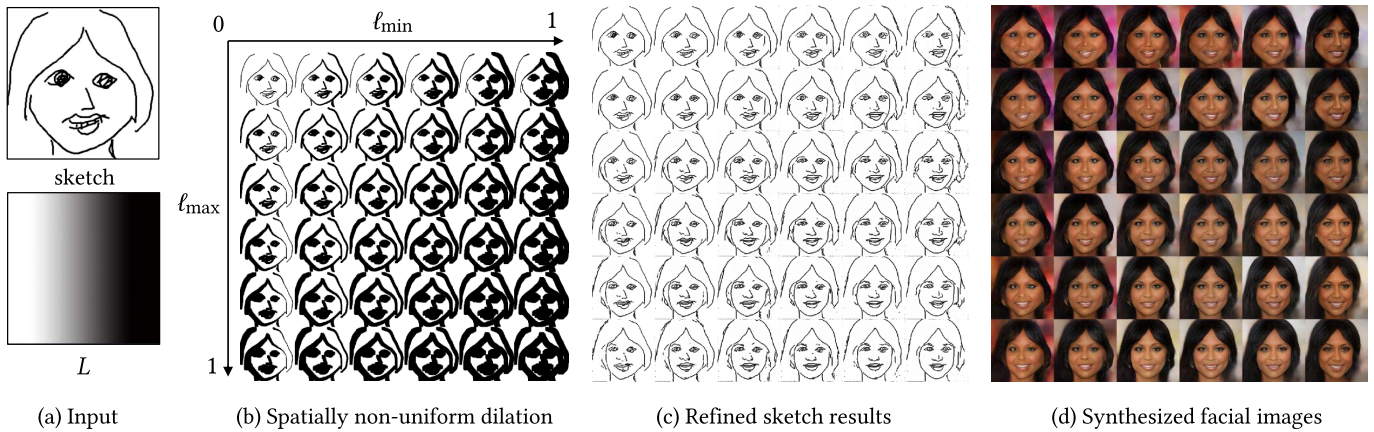 0
ℓmin
1
sketch
ℓmax
L
1
(a) Input
(b) Spatially non-uniform dilation
(c) Refined sketch results
(d) Synthesized facial images